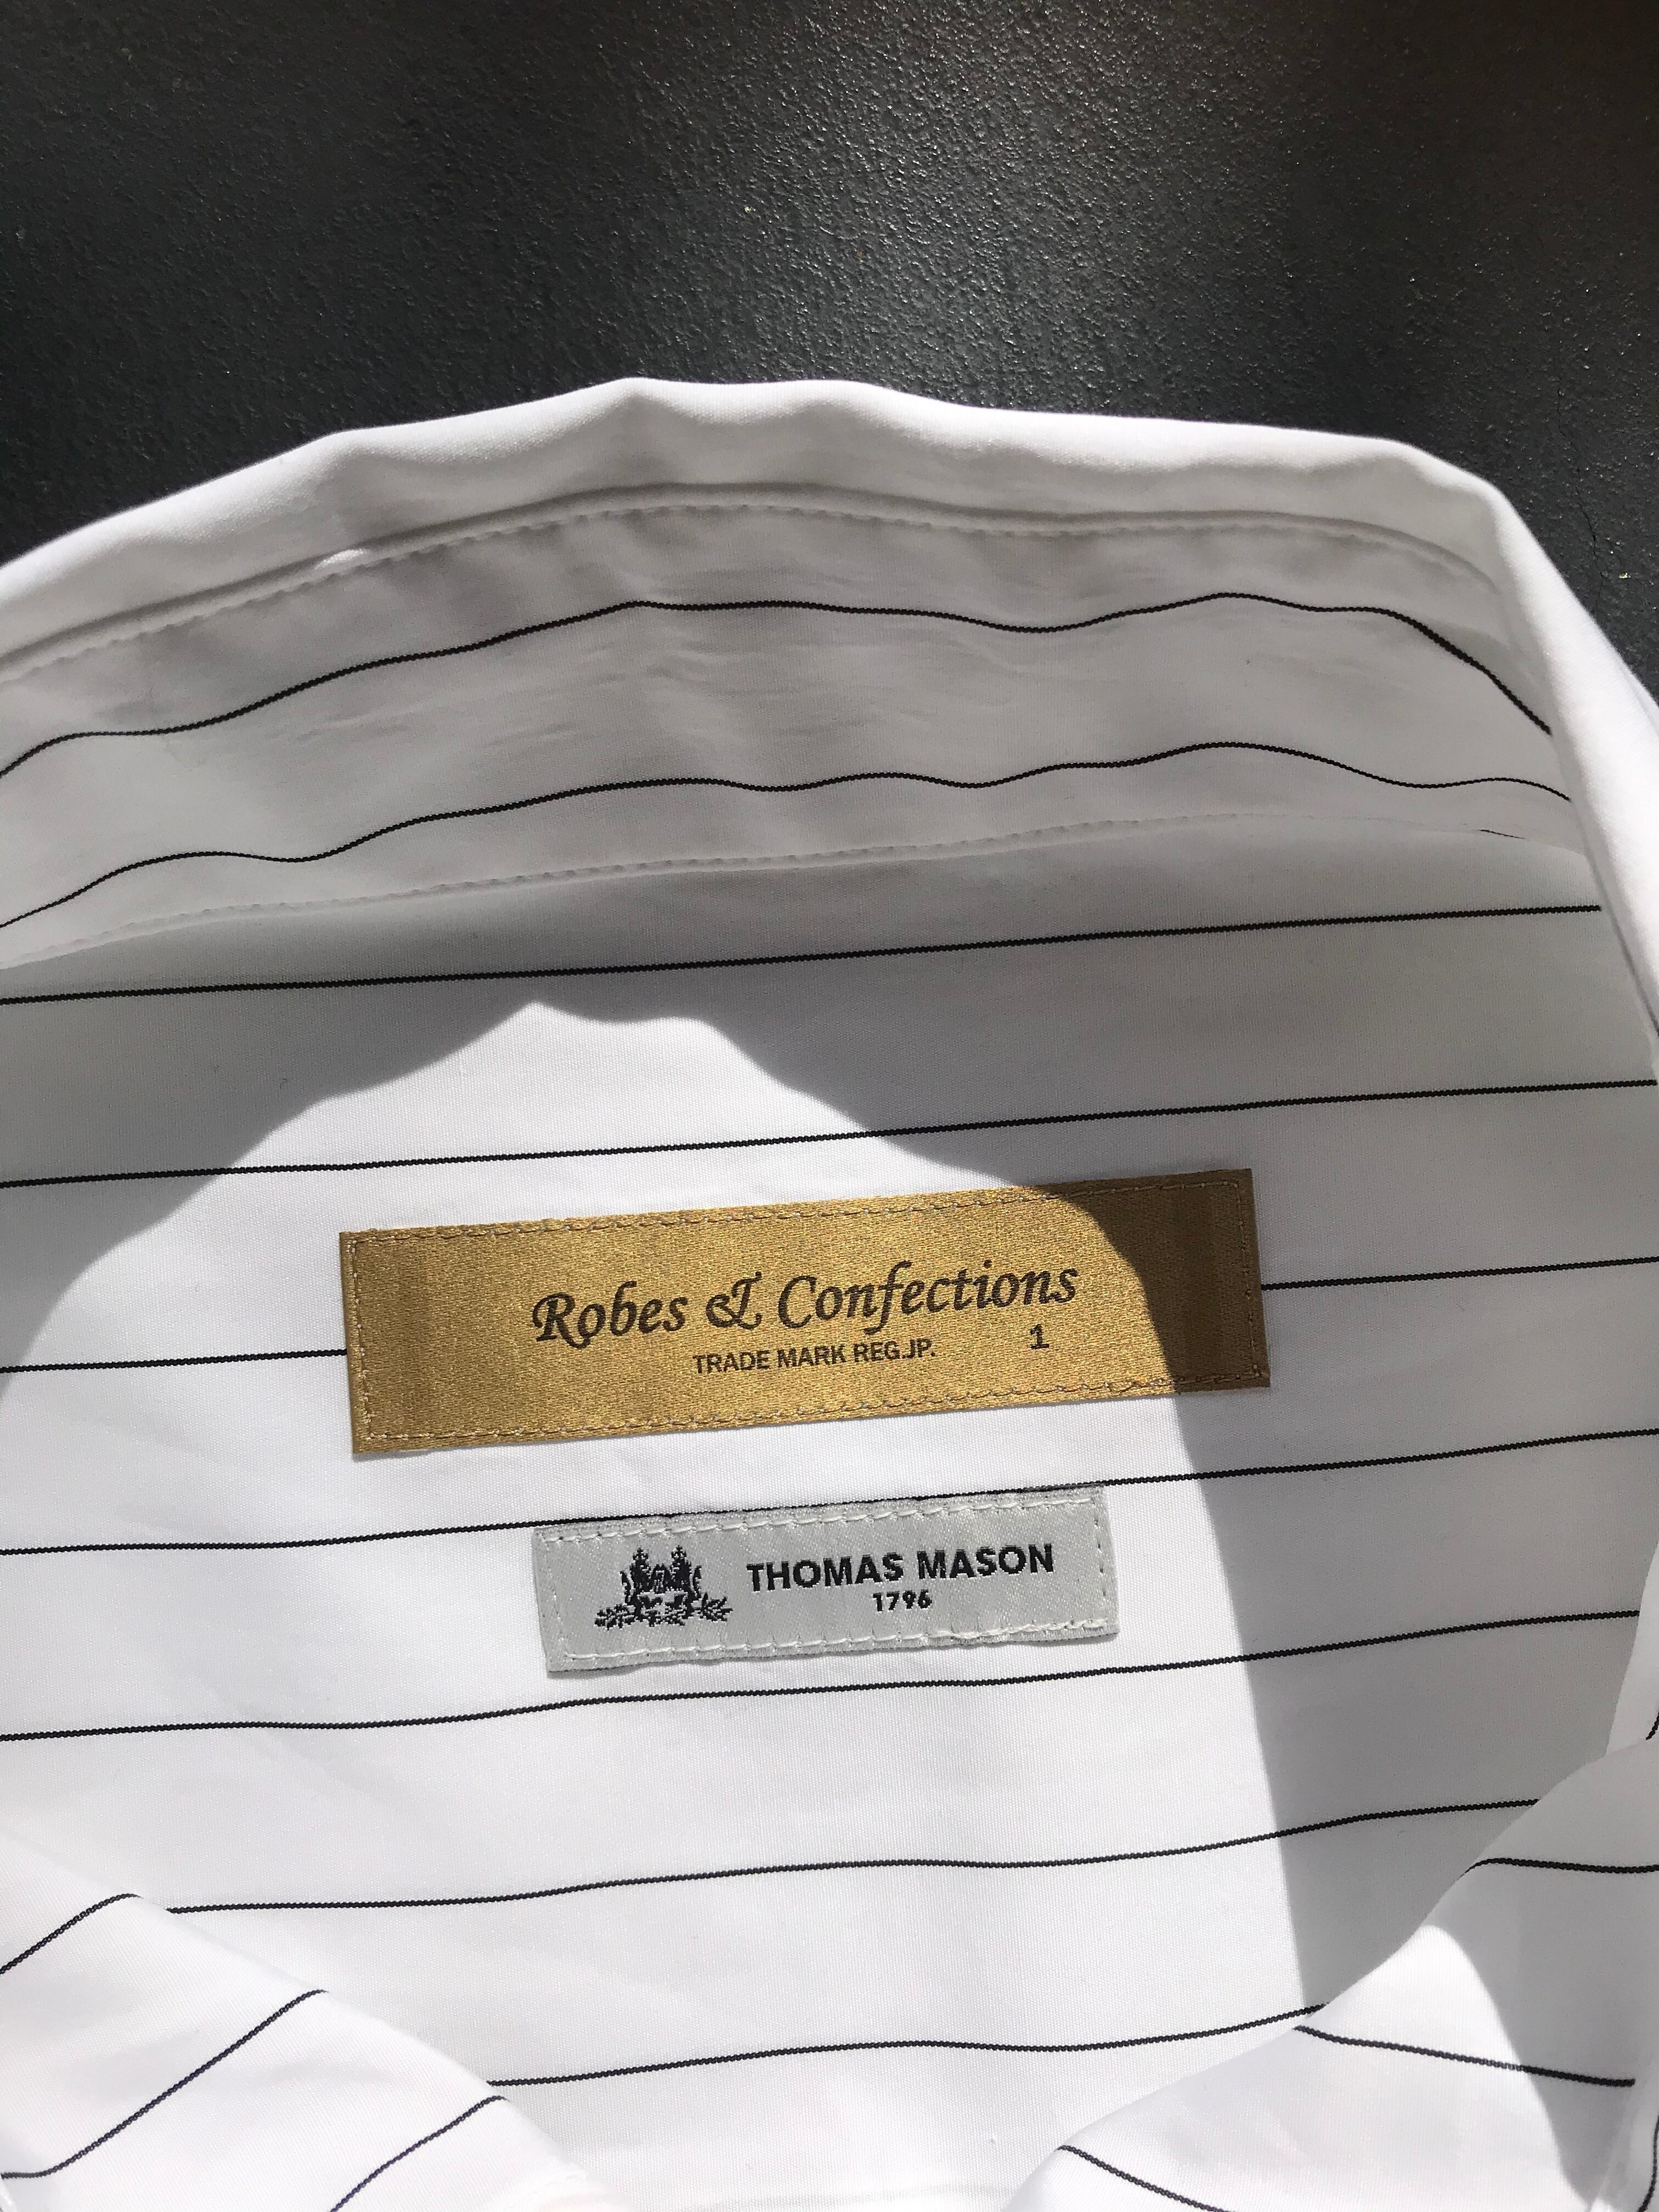 Robes & Confections
TRADE MARK REG.JP. 1
THOMAS MASON
1796